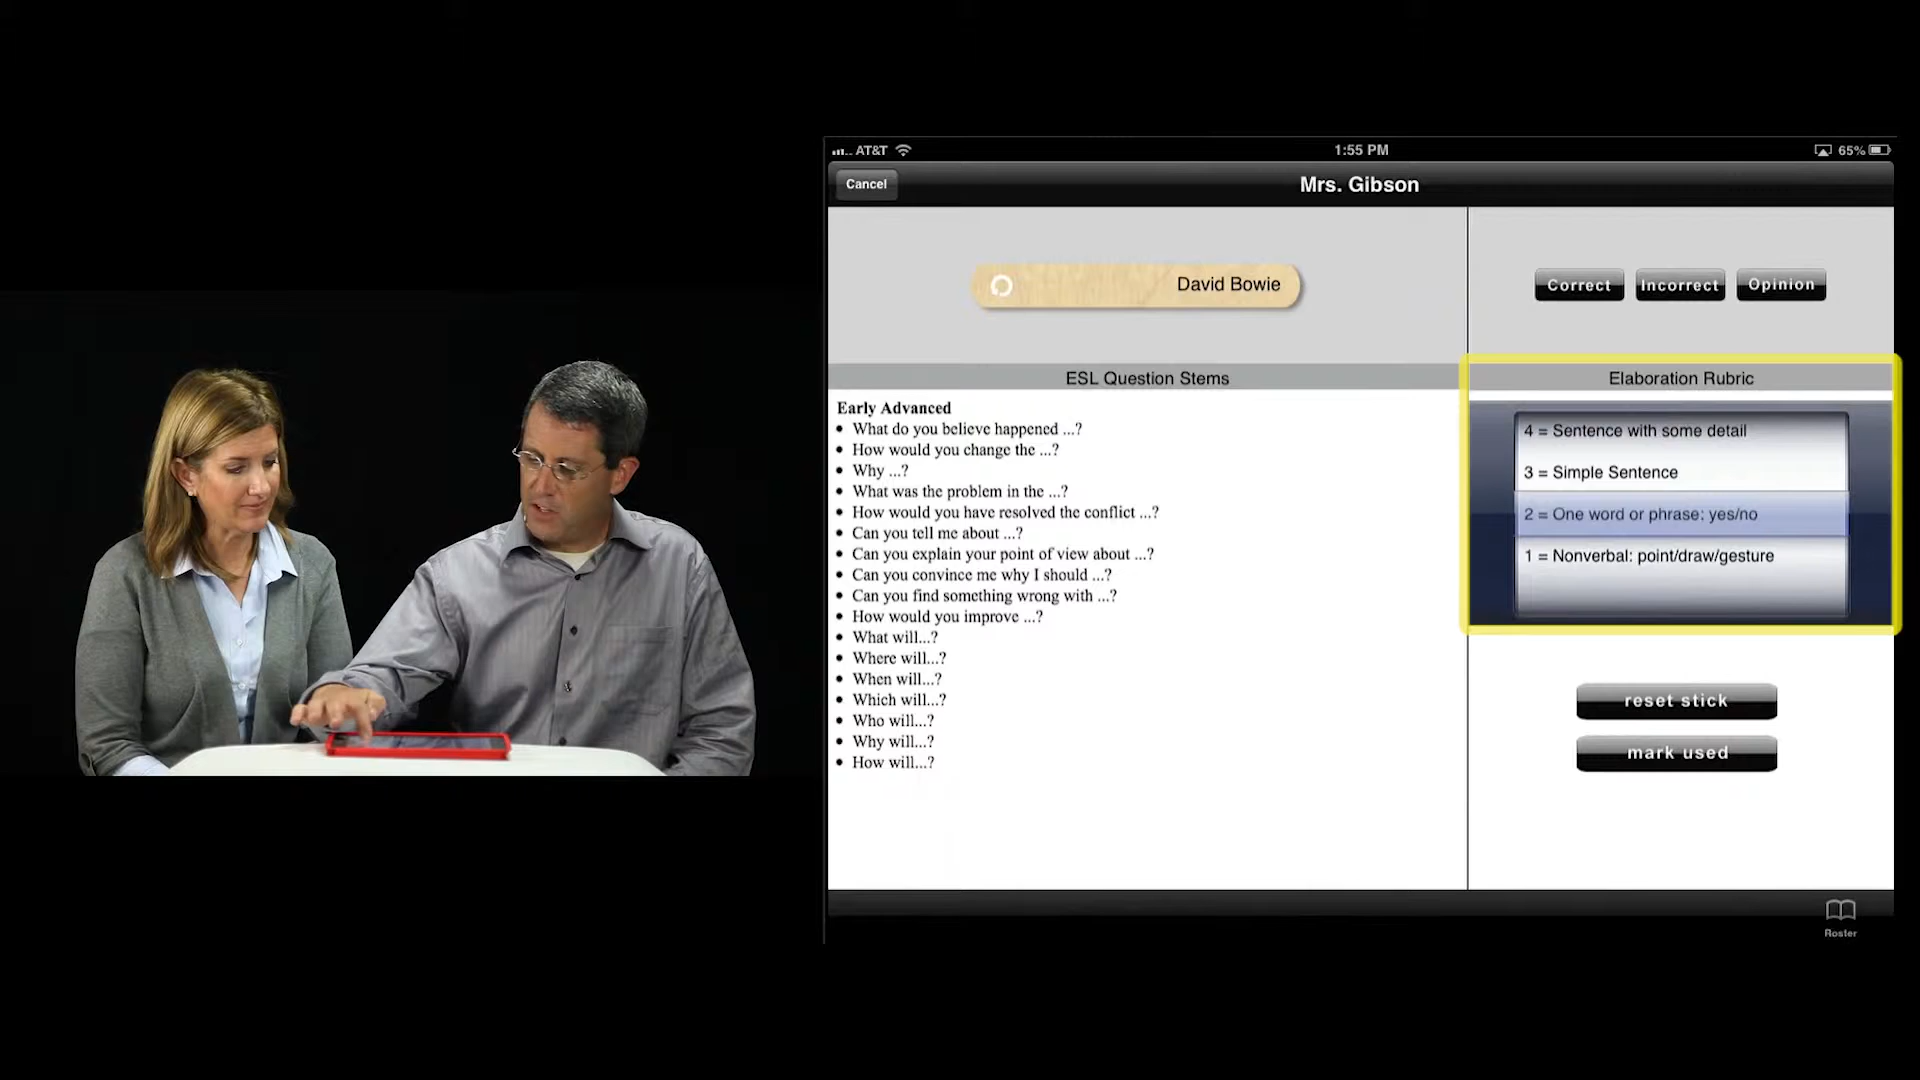 AT&T
1:55 PM
65%
Cancel
Mrs. Gibson
David Bowie
Correct
Incorrect
Opinion
ESL Question Stems
Early Advanced
• What do you believe happened ...?
• How would you change the ...?
• Why ...?
• What was the problem in the ...?
• How would you have resolved the conflict ...?
• Can you tell me about ...?
• Can you explain your point of view about ...?
• Can you convince me why I should ...?
• Can you find something wrong with ...?
• How would you improve ...?
• What will...?
• Where will...?
• When will...?
• Which will...?
• Who will...?
• Why will...?
• How will...?
Elaboration Rubric
4 = Sentence with some detail
3 = Simple Sentence
2 = One word or phrase: yes/no
1 = Nonverbal: point/draw/gesture
reset stick
mark used
Roster